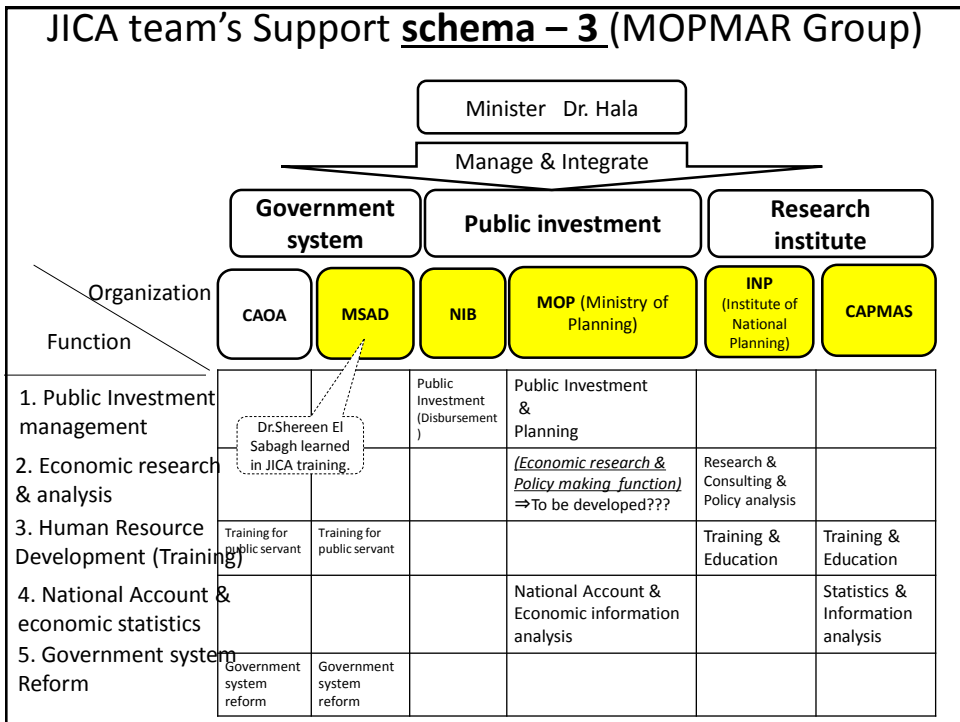 JICA team's Support schema – 3 (MOPMAR Group)
Minister Dr. Hala
Manage & Integrate
Government
system
Public investment
Research
institute
Organization
Function
CAOA
MSAD
NIB
MOP (Ministry of
Planning)
INP
(Institute of
National
Planning)
CAPMAS
1. Public Investment
management
Public
Investment
(Disbursement
)
Public Investment
&
Planning
Dr.Shereen El
Sabagh learned
in JICA training.
2. Economic research
& analysis
(Economic research &
Policy making function)
⇒To be developed???
Research &
Consulting &
Policy analysis
3. Human Resource
Development (Training)
Training for
public servant
Training for
public servant
Training &
Education
Training &
Education
4. National Account &
economic statistics
National Account &
Economic information
analysis
Statistics &
Information
analysis
5. Government system
Reform
Government
system
reform
Government
system
reform